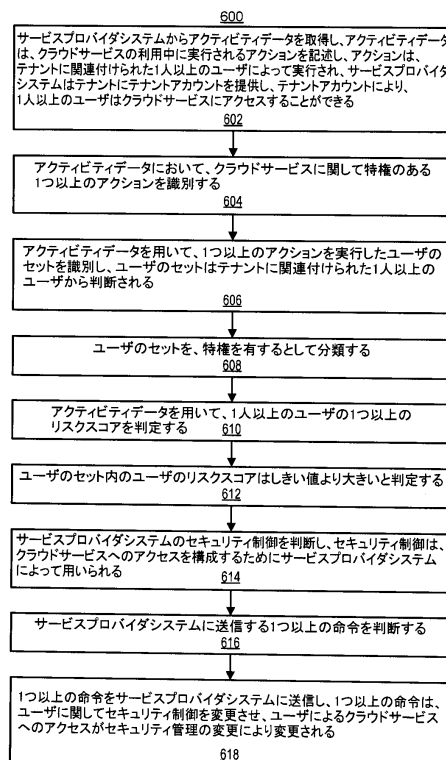 600
サービスプロバイダシステムからアクティビティデータを取得し、アクティビティデータ
は、クラウドサービスの利用中に実行されるアクションを記述し、アクションは、
テナントに関連付けられた1人以上のユーザによって実行され、サービスプロバイダ
システムはテナントにテナントアカウントを提供し、テナントアカウントにより、
1人以上のユーザはクラウドサービスにアクセスすることができる
602
アクティビティデータにおいて、クラウドサービスに関して特権のある
1つ以上のアクションを識別する
604
アクティビティデータを用いて、1つ以上のアクションを実行したユーザの
セットを識別し、ユーザのセットはテナントに関連付けられた1人以上の
ユーザから判断される
606
ユーザのセットを、特権を有するとして分類する
608
アクティビティデータを用いて、1人以上のユーザの1つ以上の
リスクスコアを判定する
610
ユーザのセット内のユーザのリスクスコアはしきい値より大きいと判定する
612
サービスプロバイダシステムのセキュリティ制御を判断し、セキュリティ制御は、
クラウドサービスへのアクセスを構成するためにサービスプロバイダシステム
によって用いられる
614
サービスプロバイダシステムに送信する1つ以上の命令を判断する
616
1つ以上の命令をサービスプロバイダシステムに送信し、1つ以上の命令は、
ユーザに関してセキュリティ制御を変更させ、ユーザによるクラウドサービス
へのアクセスがセキュリティ管理の変更により変更される
618